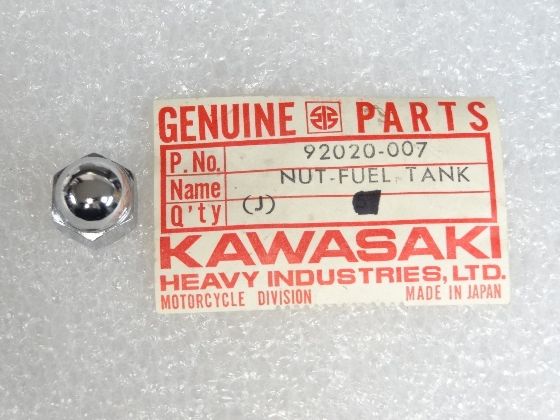 GENUINE PARTS
P. No. 92020-007
Name NUT-FUEL TANK
Q'ty (J)
KAWASAKI
HEAVY INDUSTRIES, LTD.
MOTORCYCLE DIVISION MADE IN JAPAN